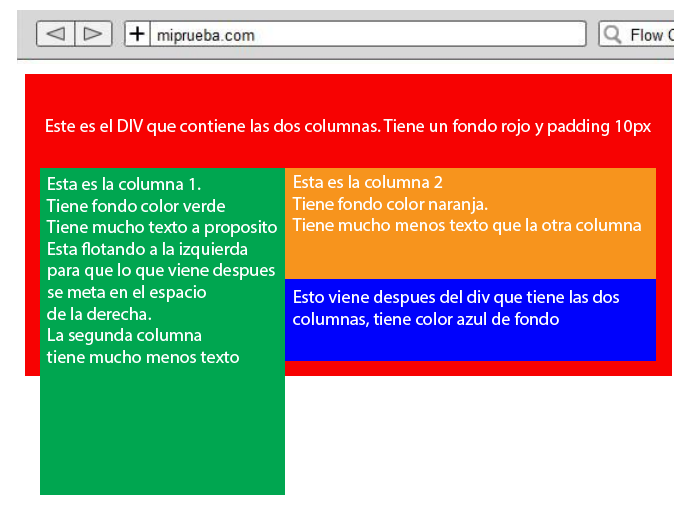 miprueba.com
Flow
Este es el DIV que contiene las dos columnas. Tiene un fondo rojo y padding 10px
Esta es la columna 1.
Tiene fondo color verde
Tiene mucho texto a proposito
Esta flotando a la izquierda
para que lo que viene despues
se meta en el espacio
de la derecha.
La segunda columna
tiene mucho menos texto
Esta es la columna 2
Tiene fondo color naranja.
Tiene mucho menos texto que la otra columna
Esto viene despues del div que tiene las dos
columnas, tiene color azul de fondo